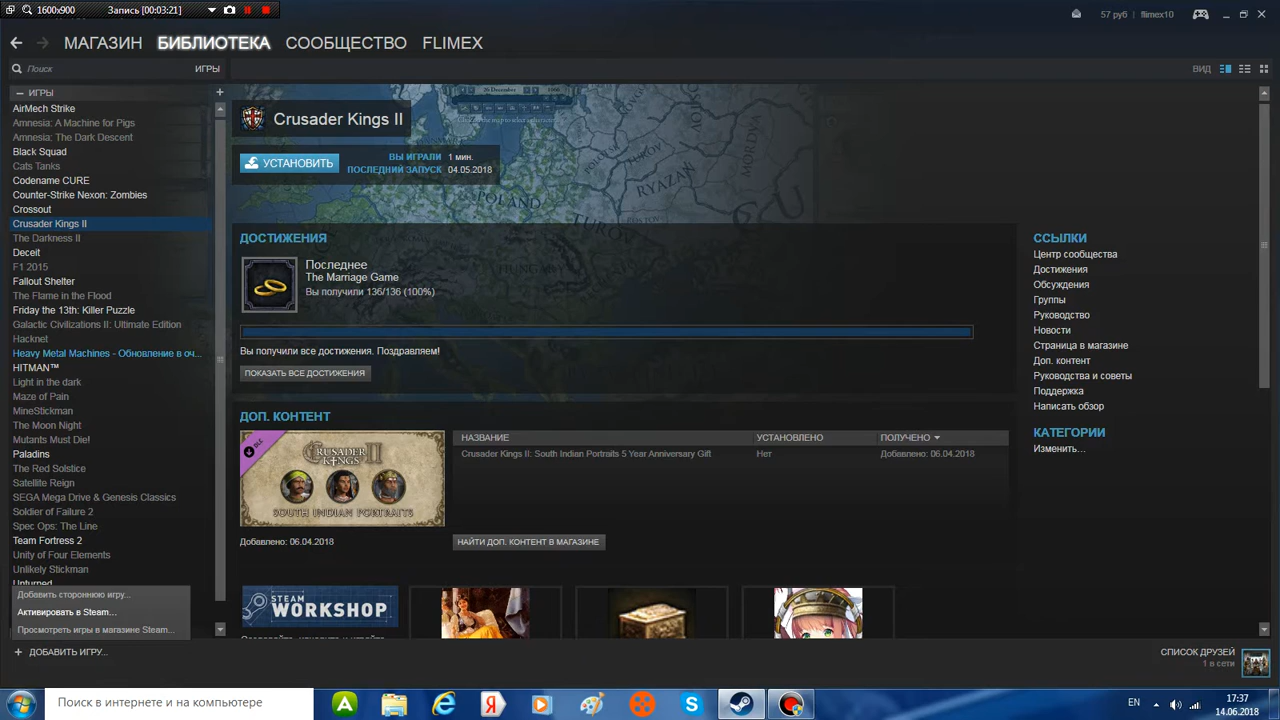 1600x900 Запись [00:03:21]
57 руб flimex10
МАГАЗИН БИБЛИОТЕКА СООБЩЕСТВО FLIMEX
Поиск ИГРЫ ВИД
ИГРЫ
AirMech Strike
Amnesia: A Machine for Pigs
Amnesia: The Dark Descent
Black Squad
Cats Tanks
Codename CURE
Counter-Strike Nexon: Zombies
Crossout
Crusader Kings II
The Darkness II
Deceit
F1 2015
Fallout Shelter
The Flame in the Flood
Friday the 13th: Killer Puzzle
Galactic Civilizations II: Ultimate Edition
Hacknet
Heavy Metal Machines - Обновление в оч...
HITMAN™
Light in the dark
Maze of Pain
MineStickman
The Moon Night
Mutants Must Die!
Paladins
The Red Solstice
Satellite Reign
SEGA Mega Drive & Genesis Classics
Soldier of Failure 2
Spec Ops: The Line
Team Fortress 2
Unity of Four Elements
Unlikely Stickman
Unturned
Добавить стороннюю игру...
Активировать в Steam...
Просмотреть игры в магазине Steam...
ДОБАВИТЬ ИГРУ...
Crusader Kings II
УСТАНОВИТЬ
ВЫ ИГРАЛИ 1 мин.
ПОСЛЕДНИЙ ЗАПУСК 04.05.2018
POLAND
RYAZAN
ДОСТИЖЕНИЯ
Последнее
The Marriage Game
Вы получили 136/136 (100%)
Вы получили все достижения. Поздравляем!
ПОКАЗАТЬ ВСЕ ДОСТИЖЕНИЯ
ДОП. КОНТЕНТ
DLC
CRUSADER KINGS II
SOUTH INDIAN PORTRAITS
Добавлено: 06.04.2018
НАЗВАНИЕ УСТАНОВЛЕНО ПОЛУЧЕНО
Crusader Kings II: South Indian Portraits 5 Year Anniversary Gift Нет Добавлено: 06.04.2018
НАЙТИ ДОП. КОНТЕНТ В МАГАЗИНЕ
STEAM
WORKSHOP
ССЫЛКИ
Центр сообщества
Достижения
Обсуждения
Группы
Руководство
Новости
Страница в магазине
Доп. контент
Руководства и советы
Поддержка
Написать обзор
КАТЕГОРИИ
Изменить...
СПИСОК ДРУЗЕЙ
1 в сети
Поиск в интернете и на компьютере
EN
17:37
14.06.2018